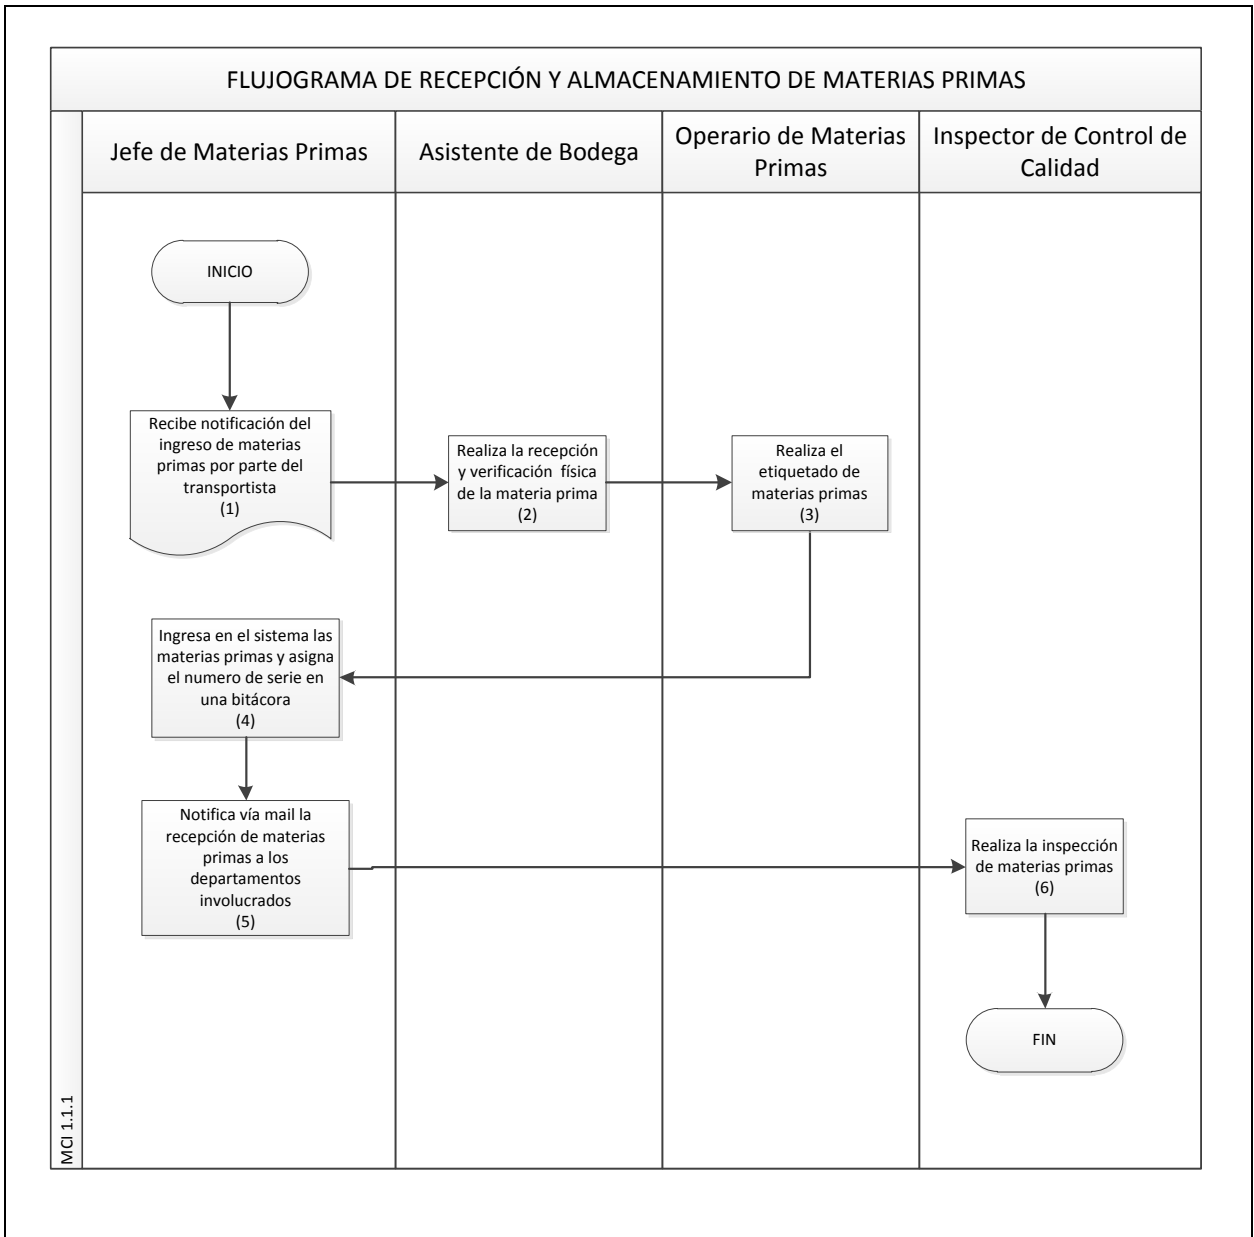 FLUJOGRAMA DE RECEPCIÓN Y ALMACENAMIENTO DE MATERIAS PRIMAS
Jefe de Materias Primas
Asistente de Bodega
Operario de Materias
Primas
Inspector de Control de
Calidad
INICIO
Recibe notificación del
ingreso de materias
primas por parte del
transportista
(1)
Realiza la recepción
y verificación física
de la materia prima
(2)
Realiza el
etiquetado de
materias primas
(3)
Ingresa en el sistema las
materias primas y asigna
el numero de serie en
una bitácora
(4)
Notifica vía mail la
recepción de materias
primas a los
departamentos
involucrados
(5)
Realiza la inspección
de materias primas
(6)
FIN
MCI 1.1.1